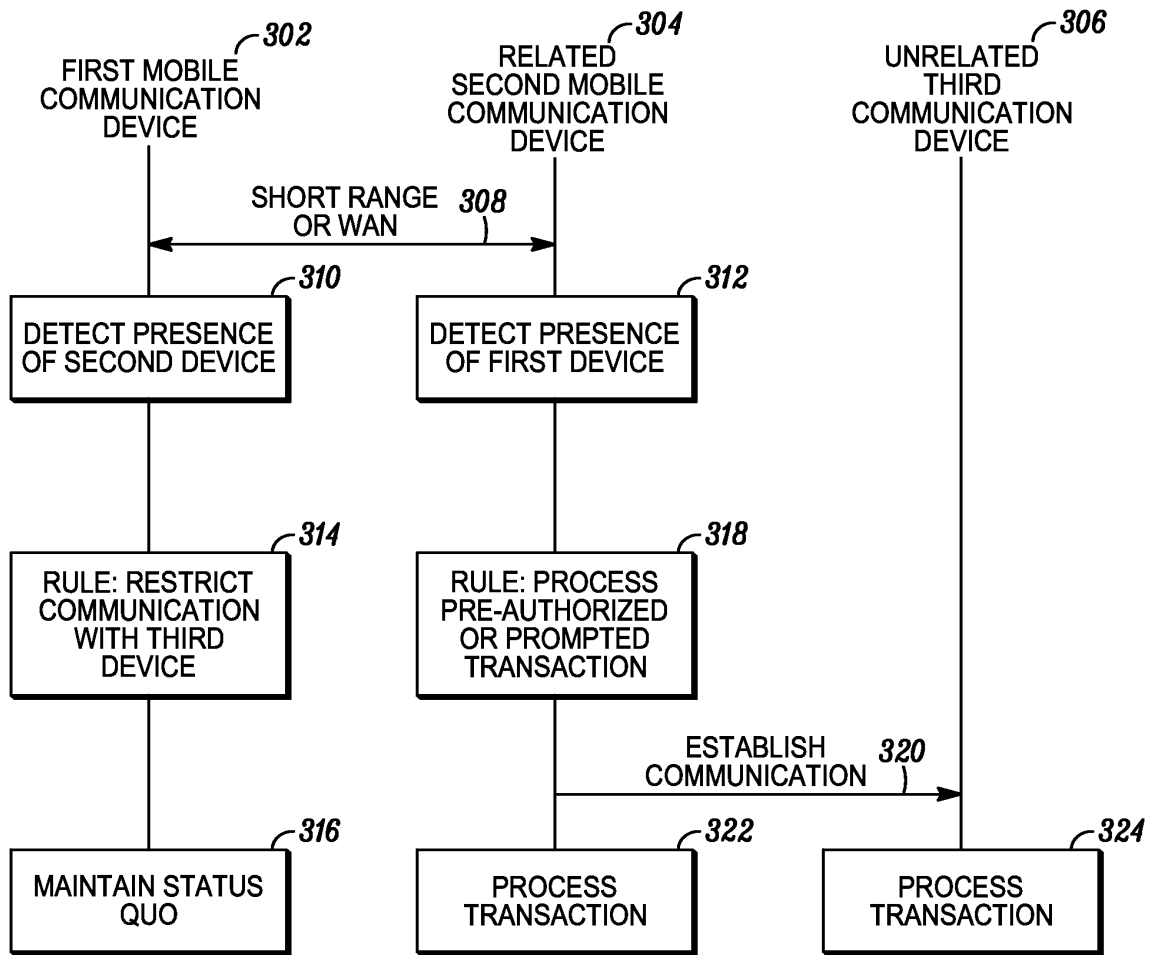 302
FIRST MOBILE
COMMUNICATION
DEVICE
304
RELATED
SECOND MOBILE
COMMUNICATION
DEVICE
306
UNRELATED
THIRD
COMMUNICATION
DEVICE
SHORT RANGE
OR WAN
308
310
DETECT PRESENCE
OF SECOND DEVICE
312
DETECT PRESENCE
OF FIRST DEVICE
314
RULE: RESTRICT
COMMUNICATION
WITH THIRD
DEVICE
318
RULE: PROCESS
PRE-AUTHORIZED
OR PROMPTED
TRANSACTION
ESTABLISH
COMMUNICATION
320
316
MAINTAIN STATUS
QUO
322
PROCESS
TRANSACTION
324
PROCESS
TRANSACTION